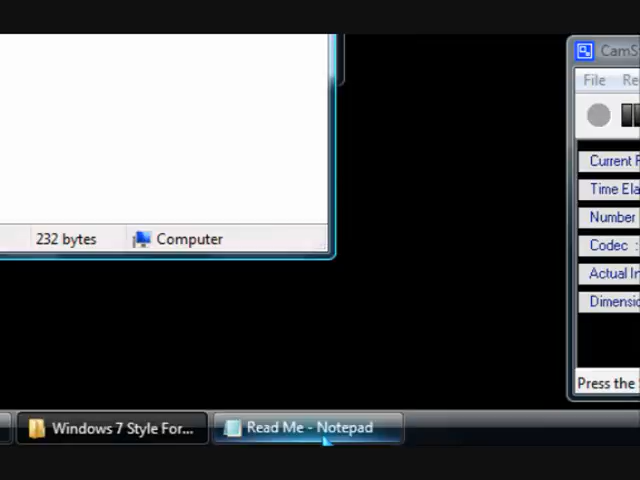 CamS
File Re
Current F
Time Ela
Number
Codec :
Actual In
Dimensio
232 bytes Computer
Press the
Windows 7 Style For...
Read Me - Notepad